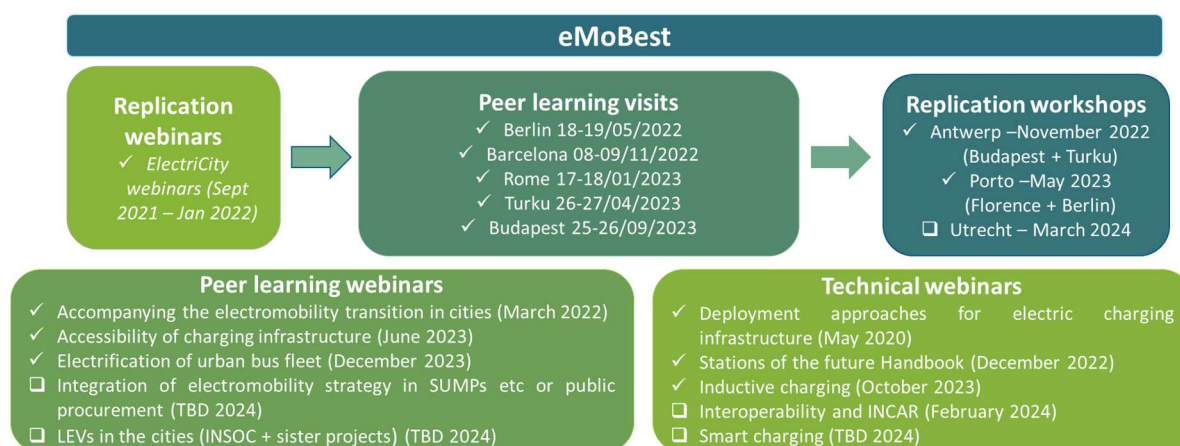 eMoBest
Replication
webinars
✓ ElectriCity
webinars (Sept
2021 – Jan 2022)
Peer learning visits
✓ Berlin 18-19/05/2022
✓ Barcelona 08-09/11/2022
✓ Rome 17-18/01/2023
✓ Turku 26-27/04/2023
✓ Budapest 25-26/09/2023
Replication workshops
✓ Antwerp –November 2022
(Budapest + Turku)
✓ Porto –May 2023
(Florence + Berlin)
❑ Utrecht – March 2024
Peer learning webinars
✓ Accompanying the electromobility transition in cities (March 2022)
✓ Accessibility of charging infrastructure (June 2023)
✓ Electrification of urban bus fleet (December 2023)
❑ Integration of electromobility strategy in SUMPs etc or public
procurement (TBD 2024)
❑ LEVs in the cities (INSOC + sister projects) (TBD 2024)
Technical webinars
✓ Deployment approaches for electric charging
infrastructure (May 2020)
✓ Stations of the future Handbook (December 2022)
✓ Inductive charging (October 2023)
❑ Interoperability and INCAR (February 2024)
❑ Smart charging (TBD 2024)